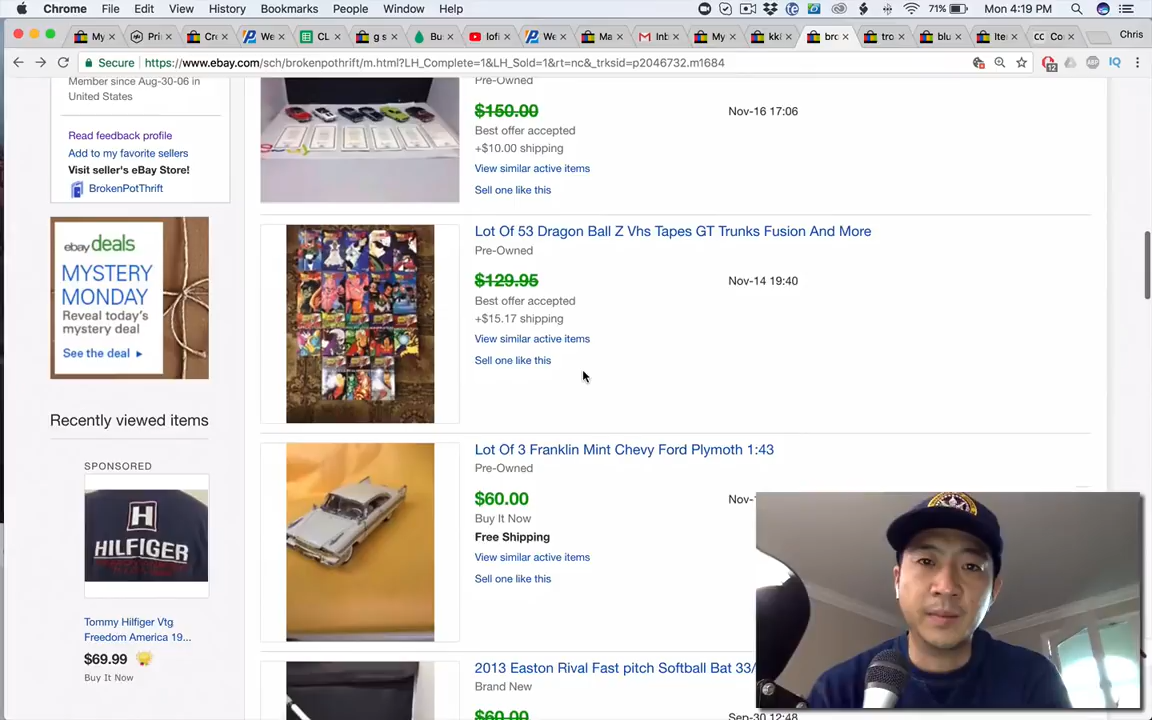 Chrome File Edit View History Bookmarks People Window Help 71% Mon 4:19 PM
My Pri Cro We CL g s Bu lofi We Ma Inb My kki bro tro blu Ite CC Co Chris
Secure https://www.ebay.com/sch/brokenpothrift/m.html?LH_Complete=1&LH_Sold=1&rt=nc&_trksid=p2046732.m1684 12 ABP IQ
Member since Aug-30-06 in
United States
Read feedback profile
Add to my favorite sellers
Visit seller's eBay Store!
BrokenPotThrift
ebay deals
MYSTERY
MONDAY
Reveal today's
mystery deal
See the deal
Recently viewed items
SPONSORED
H
HILFIGER
Tommy Hilfiger Vtg
Freedom America 19...
$69.99
Buy It Now
Pre-Owned
$150.00 Nov-16 17:06
Best offer accepted
+$10.00 shipping
View similar active items
Sell one like this
Lot Of 53 Dragon Ball Z Vhs Tapes GT Trunks Fusion And More
Pre-Owned
$129.95 Nov-14 19:40
Best offer accepted
+$15.17 shipping
View similar active items
Sell one like this
Lot Of 3 Franklin Mint Chevy Ford Plymoth 1:43
Pre-Owned
$60.00 Nov-
Buy It Now
Free Shipping
View similar active items
Sell one like this
2013 Easton Rival Fast pitch Softball Bat 33/
Brand New
$60.00 Sep-30 12:48